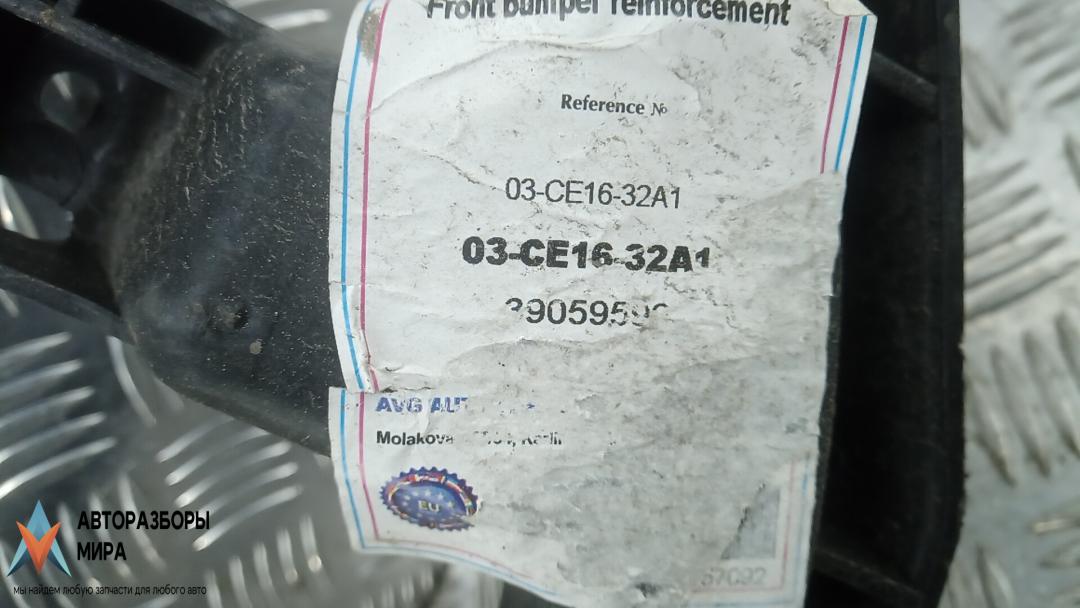 Front bumper reinforcement
Reference №
03-CE16-32A1
03-CE16-32A1
AVG
Molakova
EU
АВТОРАЗБОРЫ
МИРА
мы найдем любую запчасти для любого авто